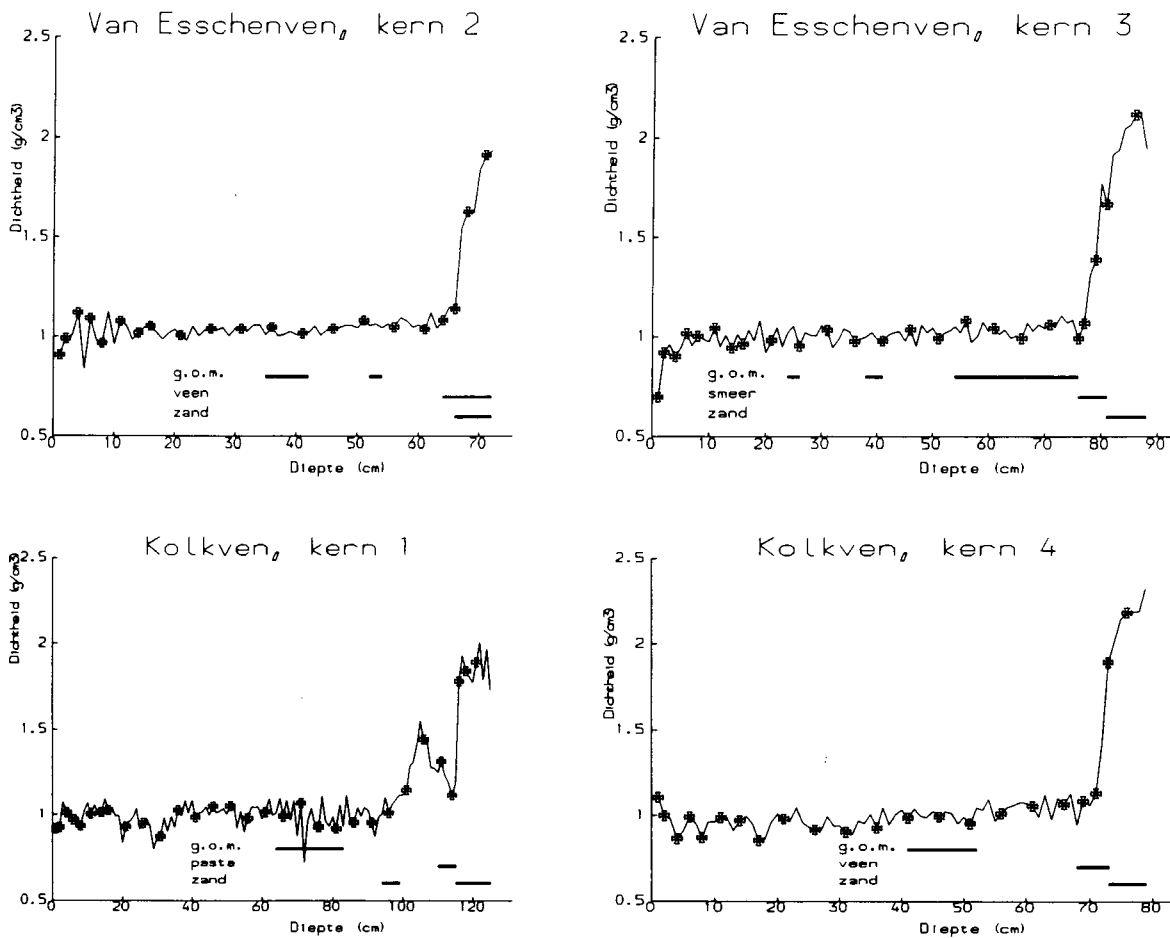 Van Esschenven, kern 2
2.5
2
1.5
1
0.5
Dichtheid (g/cm3)
g.o.m.
veen
zand
0 10 20 30 40 50 60 70
Diepte (cm)
Van Esschenven, kern 3
2.5
2
1.5
1
0.5
Dichtheid (g/cm3)
g.o.m.
smeer
zand
0 10 20 30 40 50 60 70 80 90
Diepte (cm)
Kolkven, kern 1
2.5
2
1.5
1
0.5
Dichtheid (g/cm3)
g.o.m.
pasta
zand
0 20 40 60 80 100 120
Diepte (cm)
Kolkven, kern 4
2.5
2
1.5
1
0.5
Dichtheid (g/cm3)
g.o.m.
veen
zand
0 10 20 30 40 50 60 70 80
Diepte (cm)